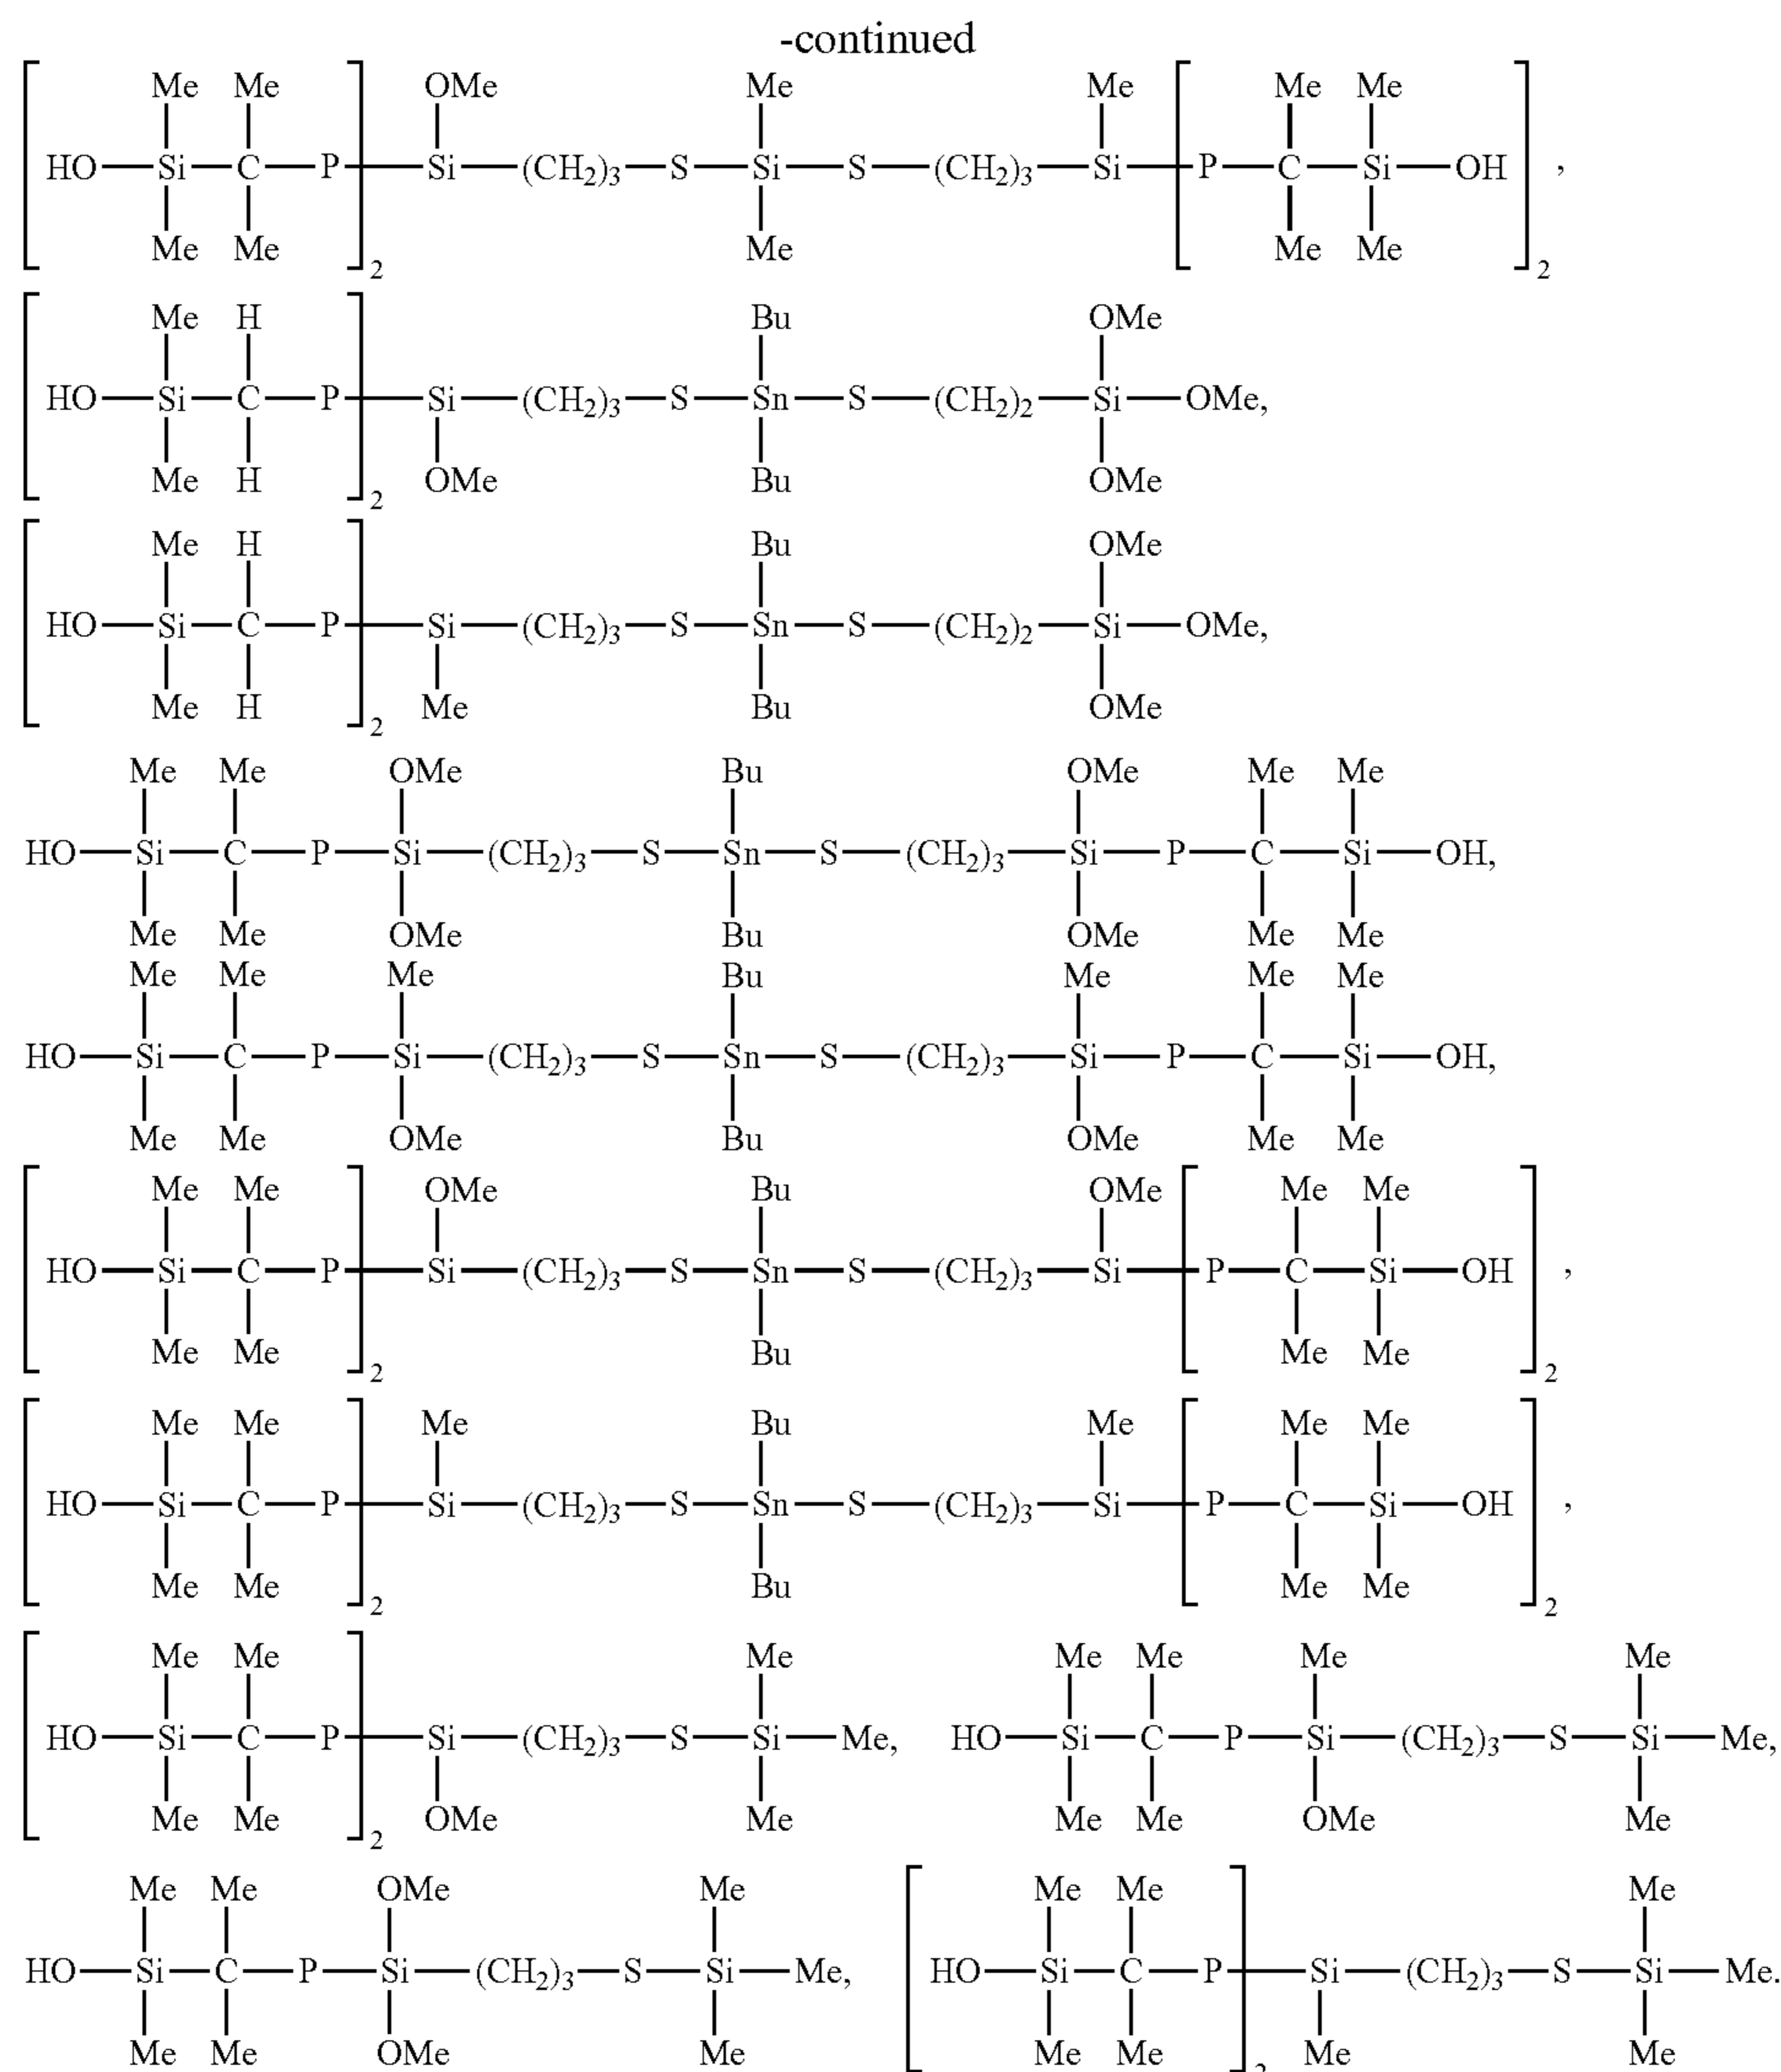 -continued
Me Me OMe Me Me Me Me
HO—Si—C—P—Si—(CH2)3—S—Si—S—(CH2)3—Si—P—C—Si—OH ,
Me Me 2 Me Me Me 2
Me H Bu OMe
HO—Si—C—P—Si—(CH2)3—S—Sn—S—(CH2)2—Si—OMe,
Me H 2 OMe Bu OMe
Me H Bu OMe
HO—Si—C—P—Si—(CH2)3—S—Sn—S—(CH2)2—Si—OMe,
Me H 2 Me Bu OMe
Me Me OMe Bu OMe Me Me
HO—Si—C—P—Si—(CH2)3—S—Sn—S—(CH2)3—Si—P—C—Si—OH,
Me Me OMe Bu OMe Me Me
Me Me Me Bu Me Me Me
HO—Si—C—P—Si—(CH2)3—S—Sn—S—(CH2)3—Si—P—C—Si—OH,
Me Me OMe Bu OMe Me Me
Me Me OMe Bu OMe Me Me
HO—Si—C—P—Si—(CH2)3—S—Sn—S—(CH2)3—Si—P—C—Si—OH ,
Me Me 2 Bu Me Me 2
Me Me Me Bu Me Me Me
HO—Si—C—P—Si—(CH2)3—S—Sn—S—(CH2)3—Si—P—C—Si—OH ,
Me Me 2 Bu Me Me 2
Me Me Me Me Me Me Me
HO—Si—C—P—Si—(CH2)3—S—Si—Me, HO—Si—C—P—Si—(CH2)3—S—Si—Me,
Me Me 2 OMe Me Me Me OMe Me
Me Me OMe Me Me Me Me
HO—Si—C—P—Si—(CH2)3—S—Si—Me, HO—Si—C—P—Si—(CH2)3—S—Si—Me.
Me Me OMe Me Me Me 2 Me Me